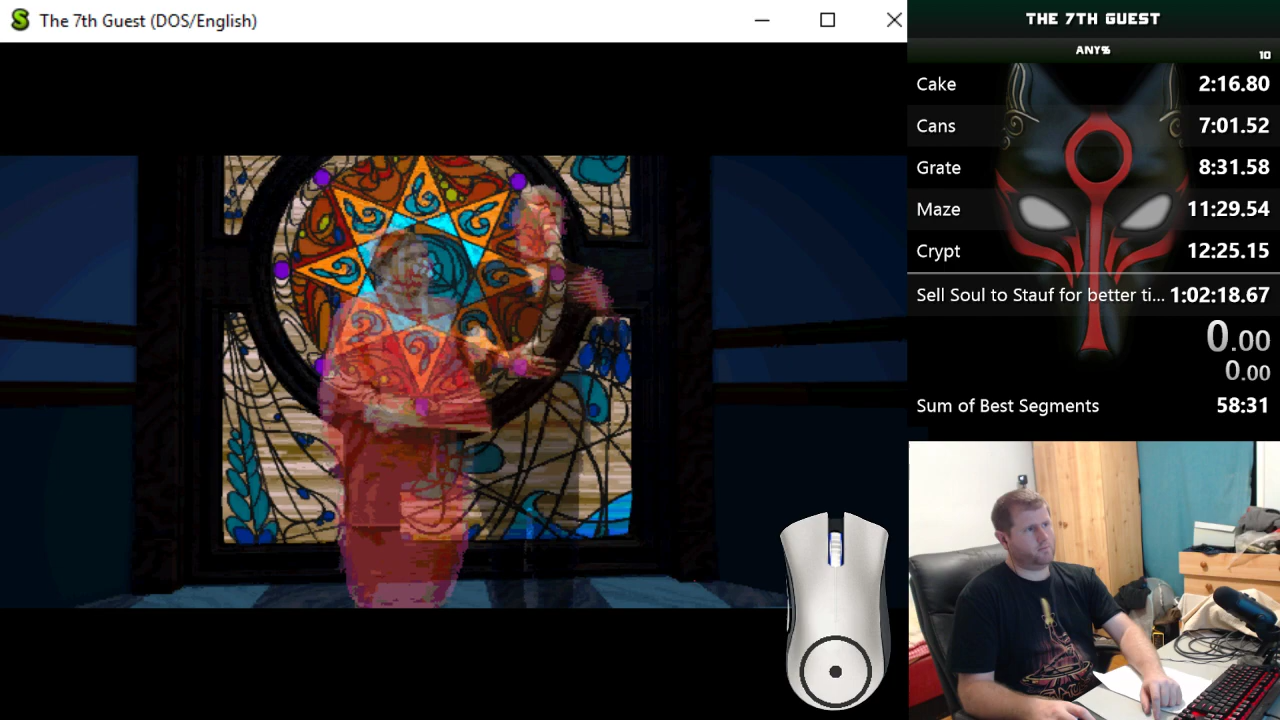 The 7th Guest (DOS/English)
THE 7TH GUEST
ANY%
10
Cake 2:16.80
Cans 7:01.52
Grate 8:31.58
Maze 11:29.54
Crypt 12:25.15
Sell Soul to Stauf for better ti... 1:02:18.67
0.00
0.00
Sum of Best Segments 58:31